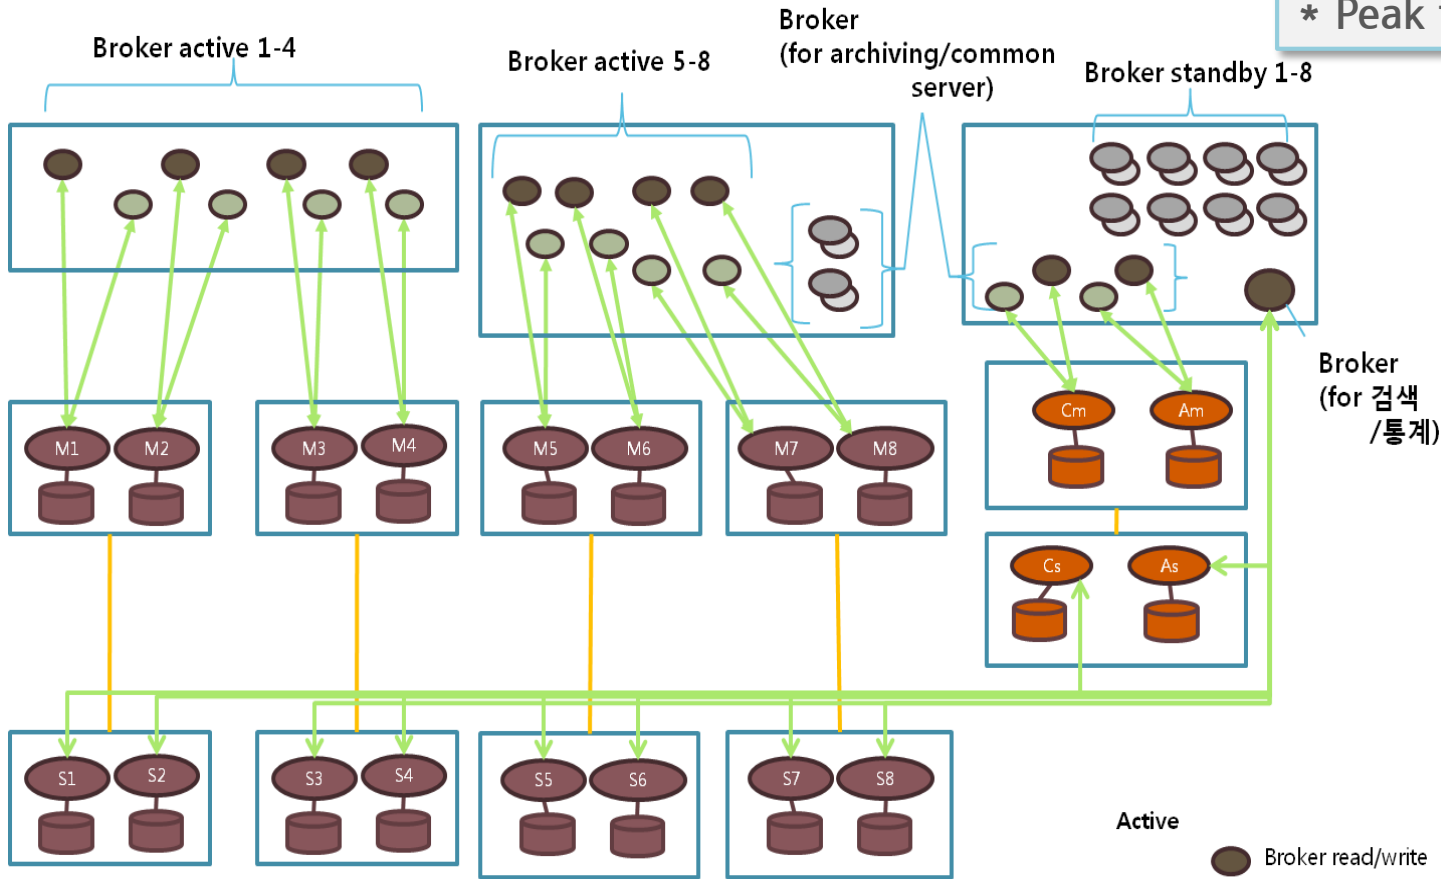 * Peak
Broker active 1-4
Broker active 5-8
Broker
(for archiving/common
server)
Broker standby 1-8
Broker
(for 검색
/통계)
Cm
Am
M1
M2
M3
M4
M5
M6
M7
M8
Cs
As
S1
S2
S3
S4
S5
S6
S7
S8
Active
Broker read/write